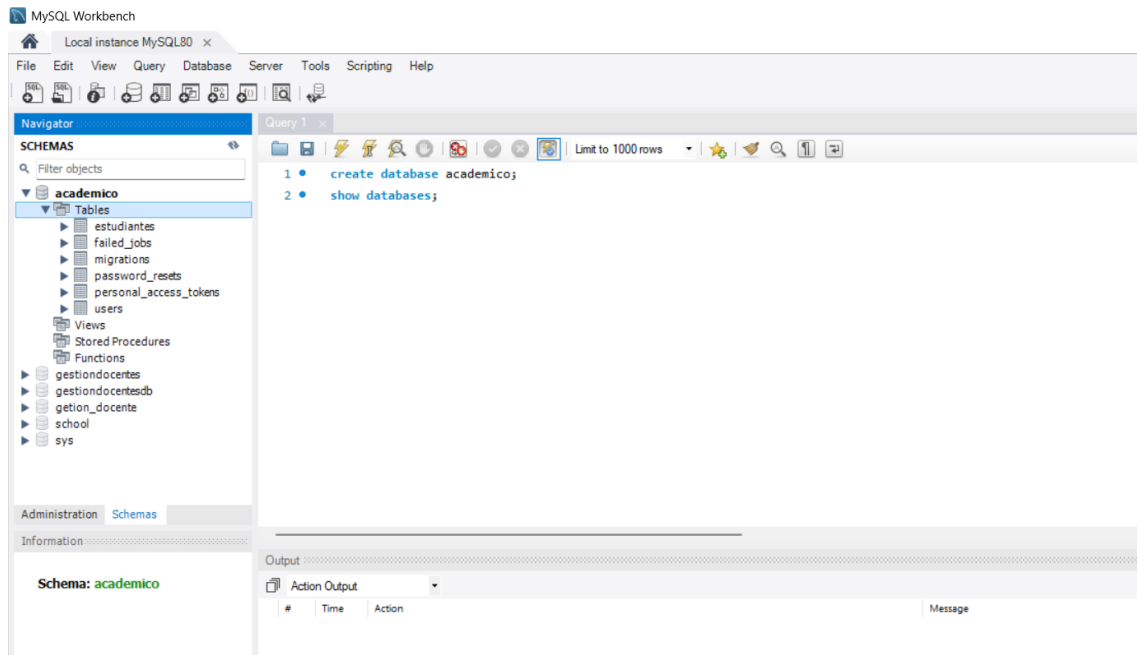 MySQL Workbench
Local instance MySQL80
File Edit View Query Database Server Tools Scripting Help
Navigator
SCHEMAS
Filter objects
academico
Tables
estudiantes
failed_jobs
migrations
password_resets
personal_access_tokens
users
Views
Stored Procedures
Functions
gestiondocentes
gestiondocentesdb
getion_docente
school
sys
Administration Schemas
Information
Schema: academico
Query 1
Limit to 1000 rows
1 create database academico;
2 show databases;
Output
Action Output
# Time Action Message